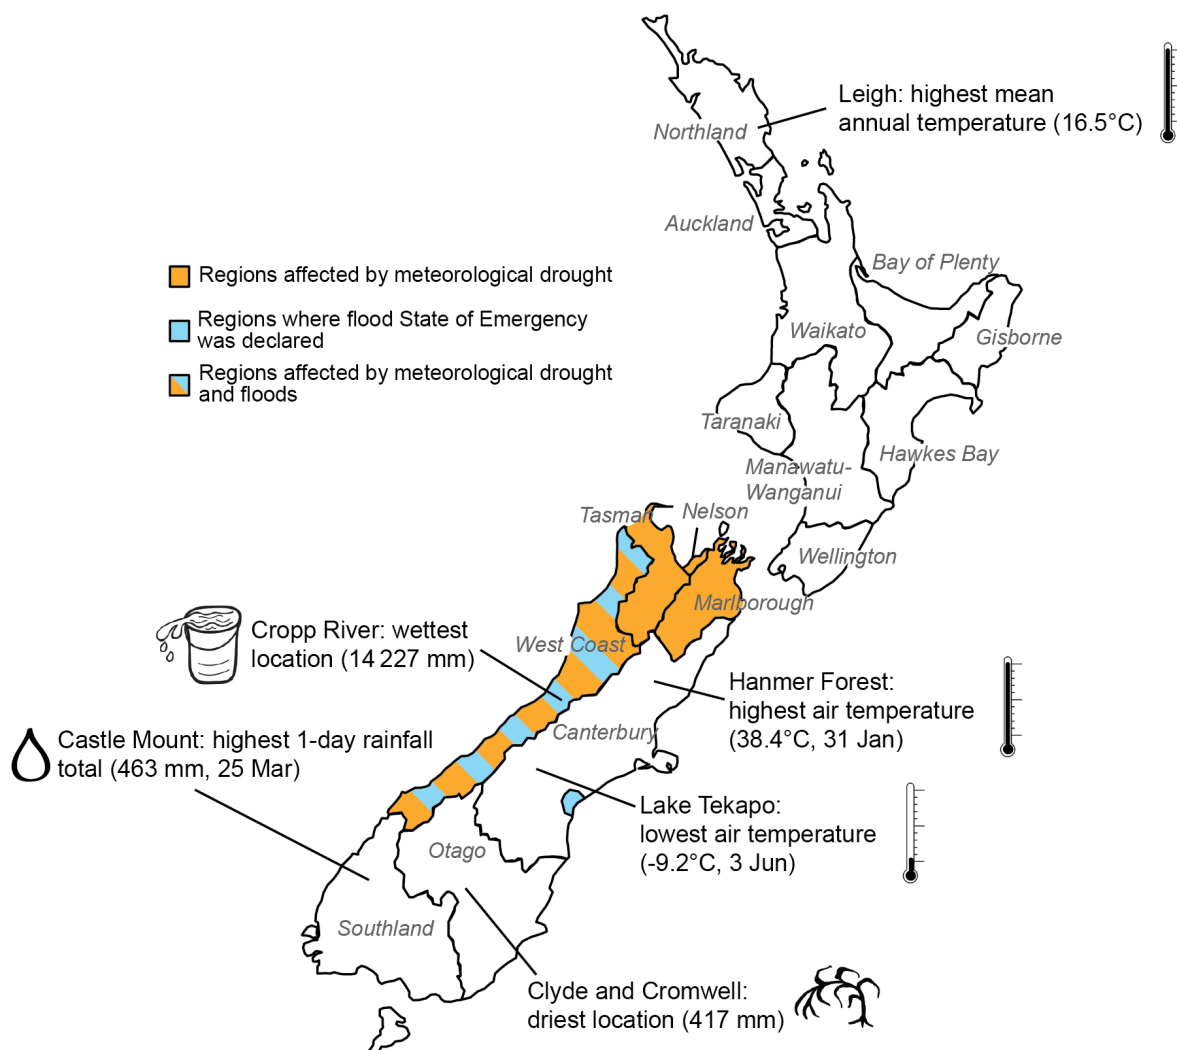 Leigh: highest mean
annual temperature (16.5°C)
Northland
Auckland
Bay of Plenty
Regions affected by meteorological drought
Regions where flood State of Emergency
was declared
Regions affected by meteorological drought
and floods
Waikato
Gisborne
Taranaki
Hawkes Bay
Manawatu-
Wanganui
Tasman
Nelson
Wellington
Marlborough
Cropp River: wettest
location (14 227 mm)
West Coast
Hanmer Forest:
highest air temperature
(38.4°C, 31 Jan)
Canterbury
Castle Mount: highest 1-day rainfall
total (463 mm, 25 Mar)
Lake Tekapo:
lowest air temperature
(-9.2°C, 3 Jun)
Otago
Southland
Clyde and Cromwell:
driest location (417 mm)